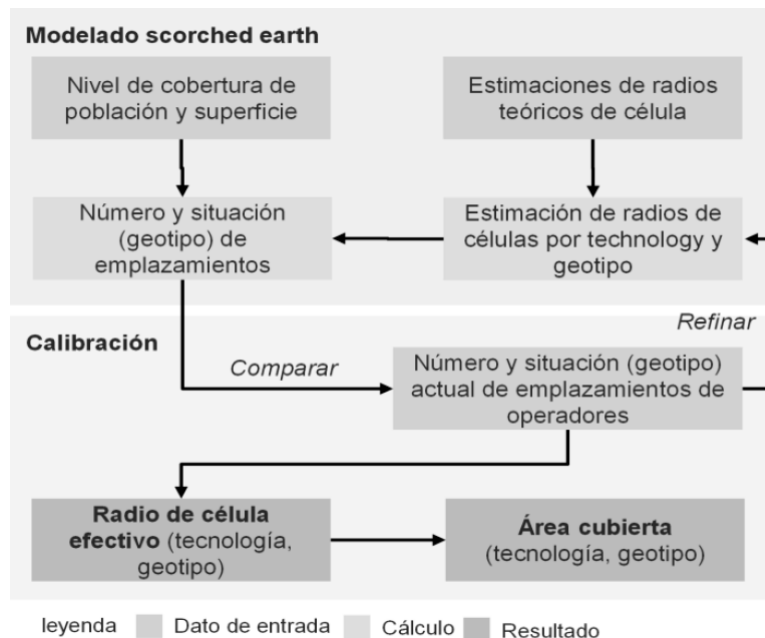 Modelado scorched earth
Nivel de cobertura de
población y superficie
Estimaciones de radios
teóricos de célula
Número y situación
(geotipo) de
emplazamientos
Estimación de radios de
células por technology y
geotipo
Refinar
Calibración
Comparar
Número y situación (geotipo)
actual de emplazamientos de
operadores
Radio de célula
efectivo (tecnología,
geotipo)
Área cubierta
(tecnología, geotipo)
leyenda
Dato de entrada
Cálculo
Resultado